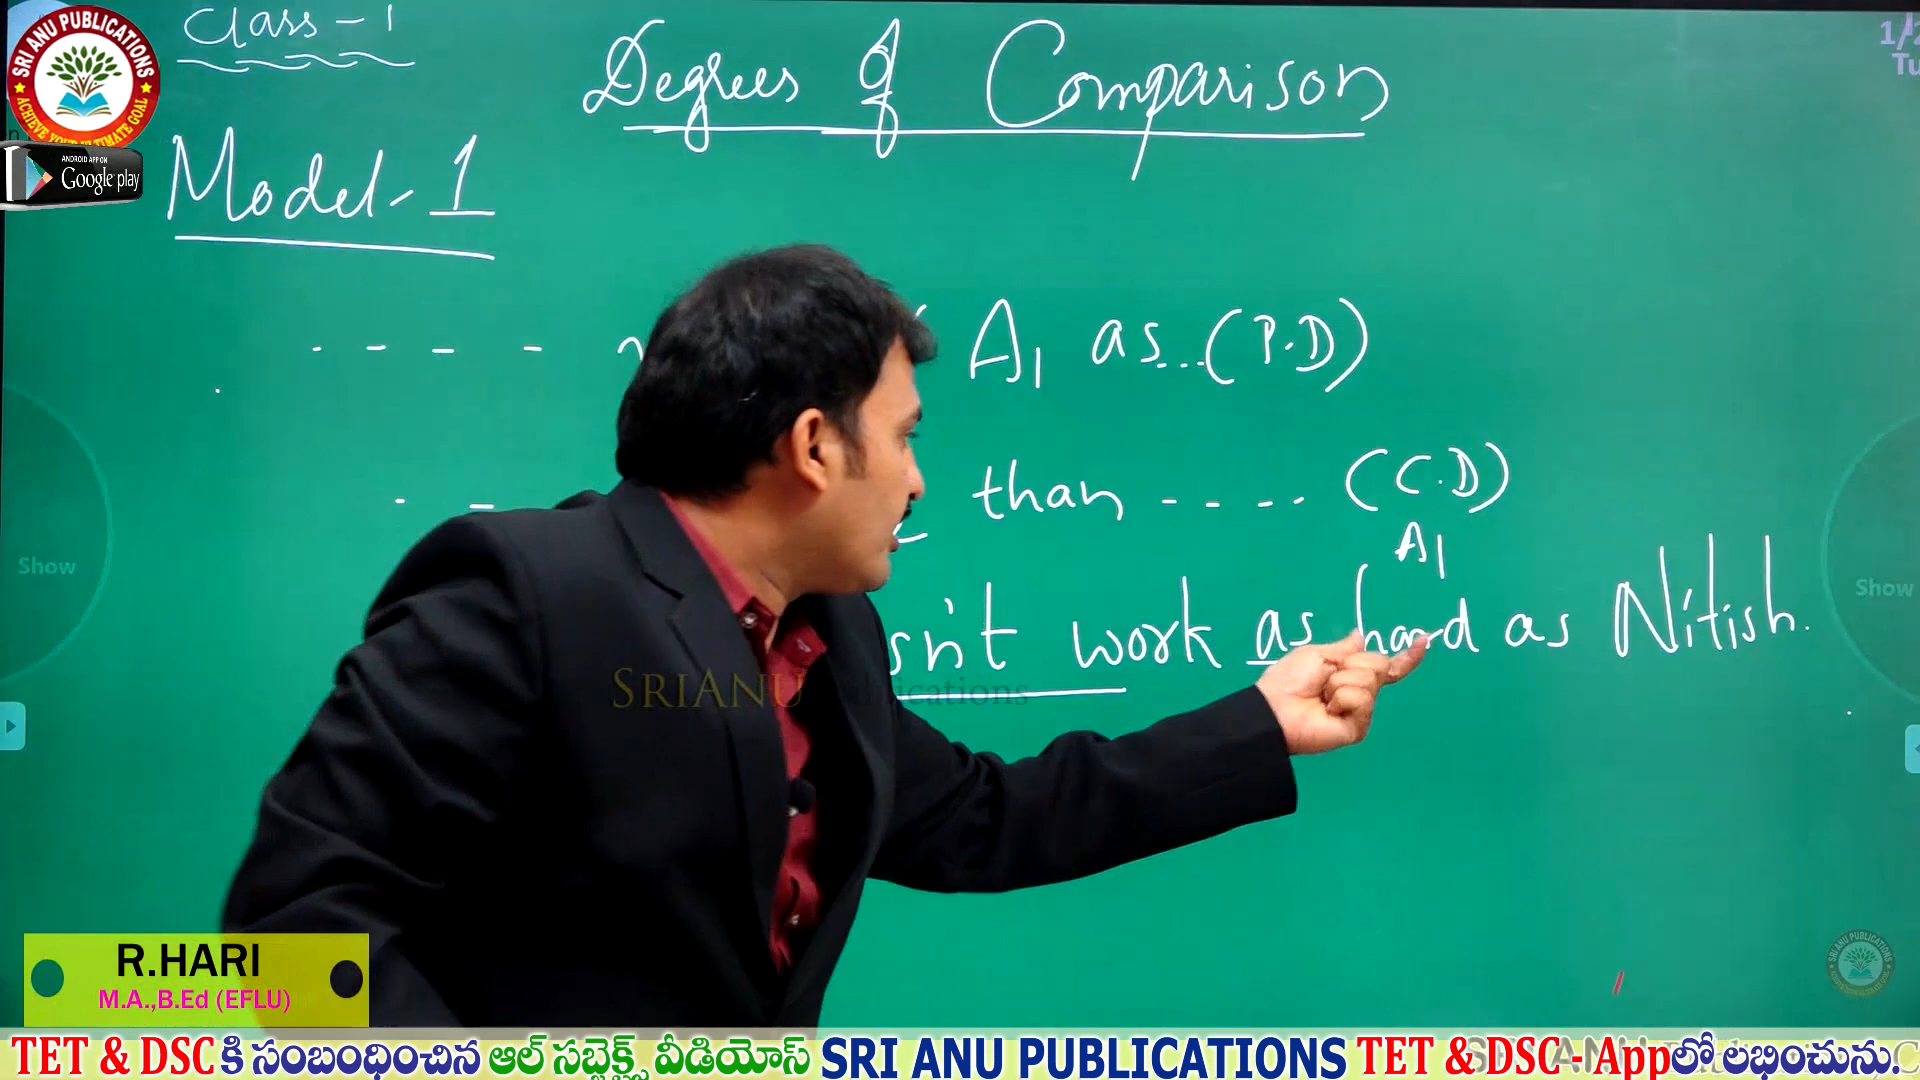 Class - 1
Degrees of Comparison
SRI ANU PUBLICATIONS
ACHIEVE YOUR ULTIMATE GOAL
ANDROID APP ON
Google play
Model - 1
A1 as... (P.D)
than - - - - (C.D)
A1
sn't work as hard as Nitish.
Show
Show
SRIANU Publications
R.HARI
M.A.,B.Ed (EFLU)
TET & DSC కి సంబంధించిన ఆల్ సబ్జెక్ట్స్ వీడియోస్ SRI ANU PUBLICATIONS TET & DSC- Appలో లభించును.